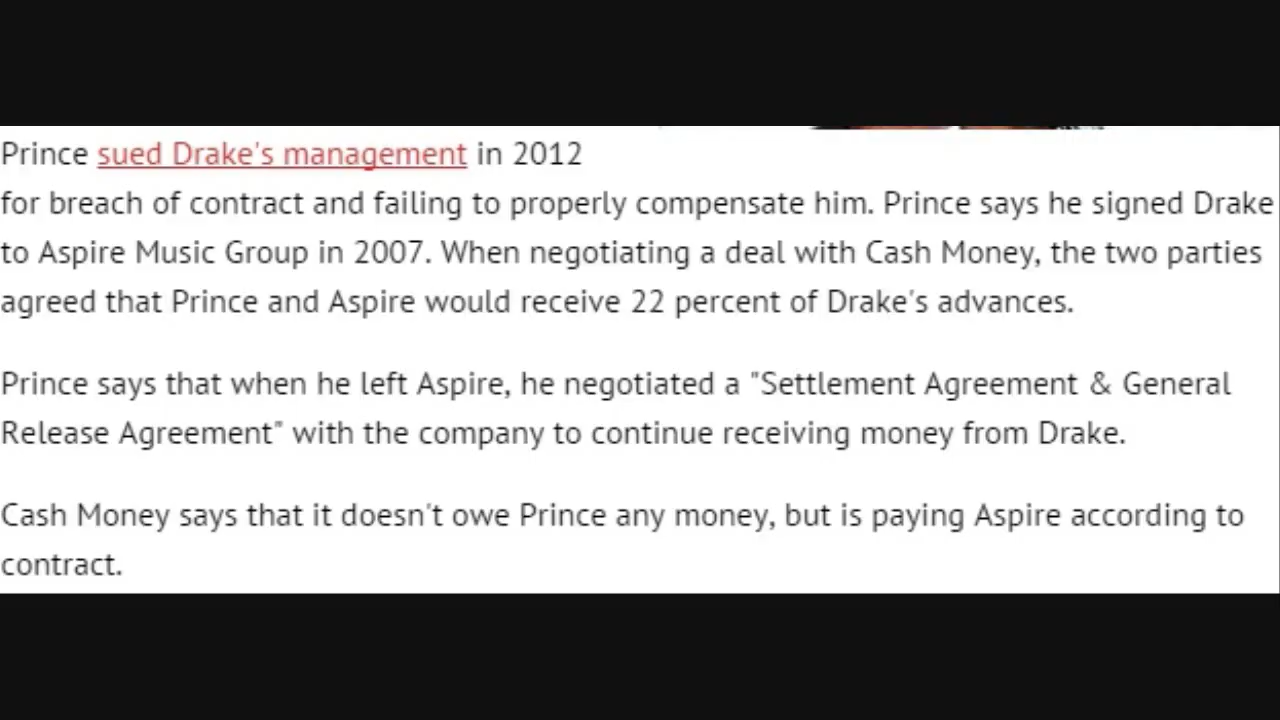 Prince sued Drake's management in 2012
for breach of contract and failing to properly compensate him. Prince says he signed Drake
to Aspire Music Group in 2007. When negotiating a deal with Cash Money, the two parties
agreed that Prince and Aspire would receive 22 percent of Drake's advances.
Prince says that when he left Aspire, he negotiated a "Settlement Agreement & General
Release Agreement" with the company to continue receiving money from Drake.
Cash Money says that it doesn't owe Prince any money, but is paying Aspire according to
contract.